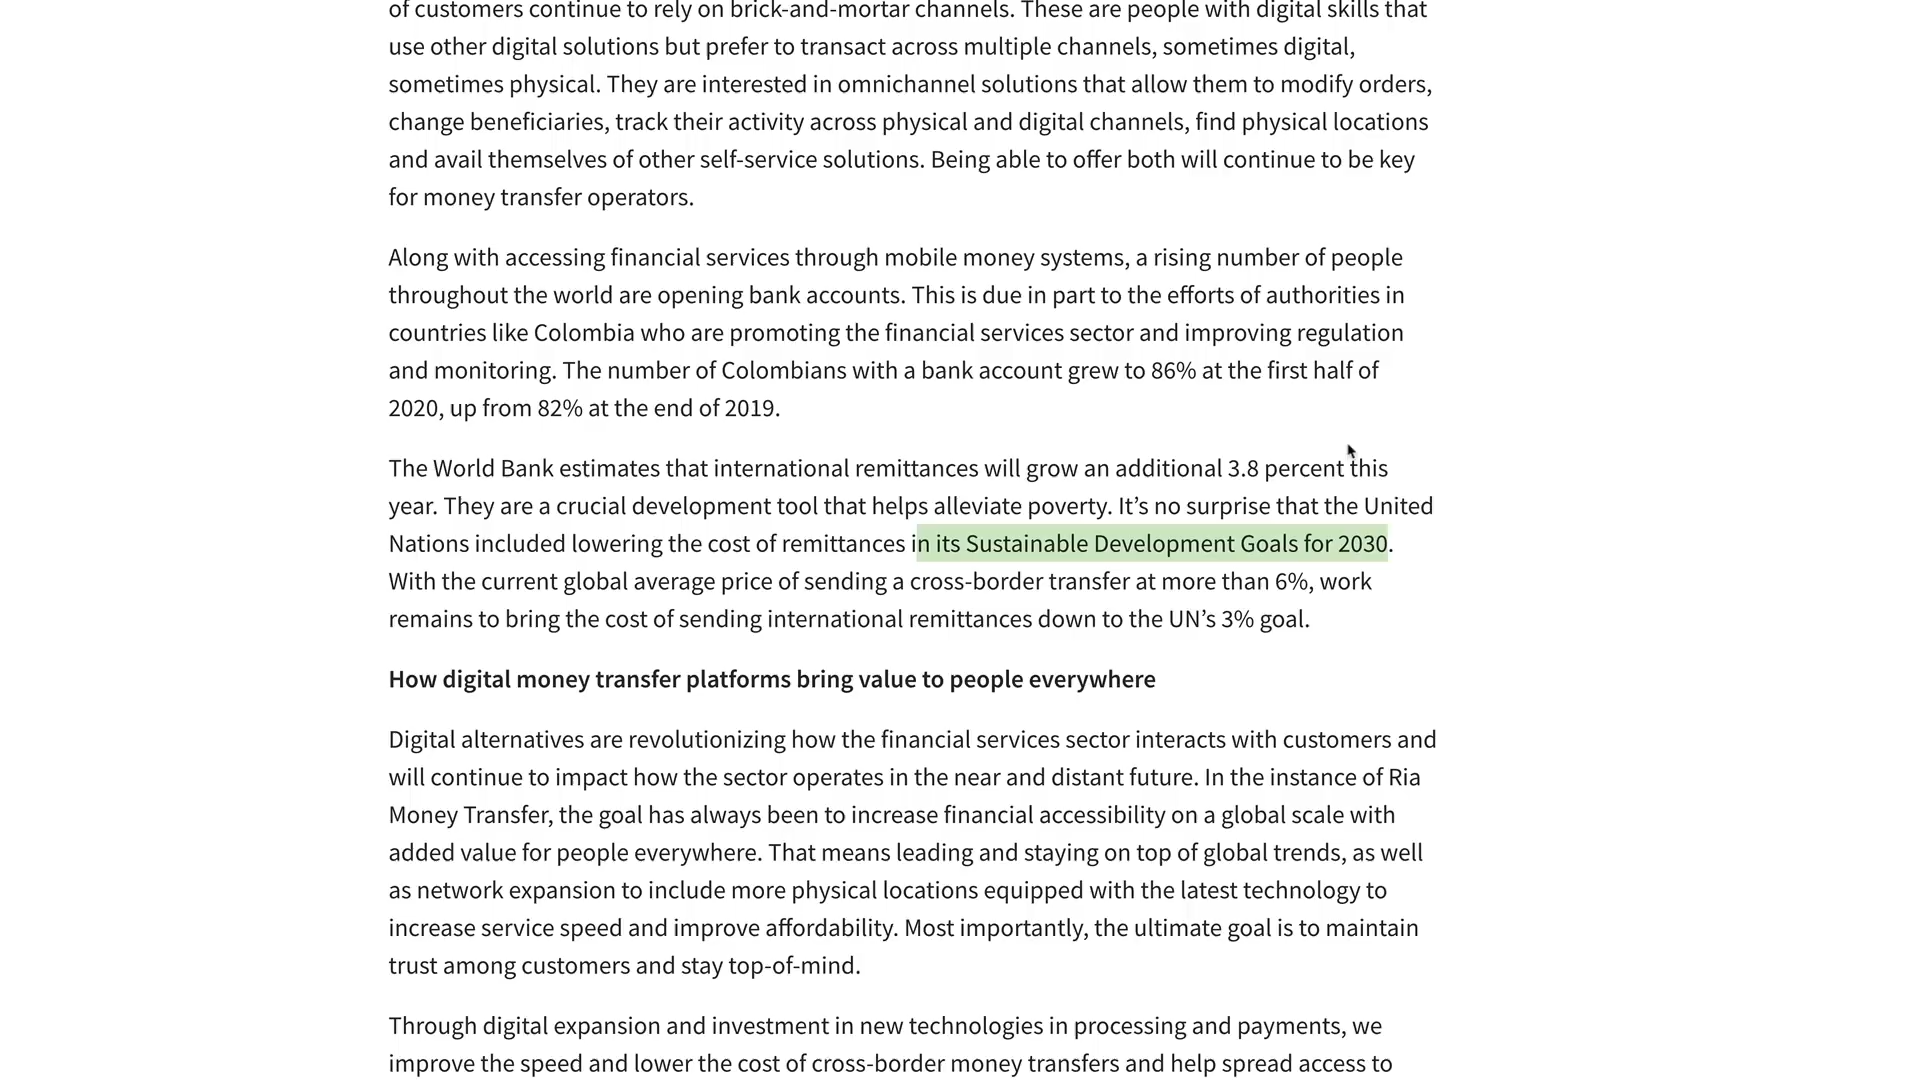 of customers continue to rely on brick-and-mortar channels. These are people with digital skills that
use other digital solutions but prefer to transact across multiple channels, sometimes digital,
sometimes physical. They are interested in omnichannel solutions that allow them to modify orders,
change beneficiaries, track their activity across physical and digital channels, find physical locations
and avail themselves of other self-service solutions. Being able to offer both will continue to be key
for money transfer operators.
Along with accessing financial services through mobile money systems, a rising number of people
throughout the world are opening bank accounts. This is due in part to the efforts of authorities in
countries like Colombia who are promoting the financial services sector and improving regulation
and monitoring. The number of Colombians with a bank account grew to 86% at the first half of
2020, up from 82% at the end of 2019.
The World Bank estimates that international remittances will grow an additional 3.8 percent this
year. They are a crucial development tool that helps alleviate poverty. It’s no surprise that the United
Nations included lowering the cost of remittances in its Sustainable Development Goals for 2030.
With the current global average price of sending a cross-border transfer at more than 6%, work
remains to bring the cost of sending international remittances down to the UN’s 3% goal.
How digital money transfer platforms bring value to people everywhere
Digital alternatives are revolutionizing how the financial services sector interacts with customers and
will continue to impact how the sector operates in the near and distant future. In the instance of Ria
Money Transfer, the goal has always been to increase financial accessibility on a global scale with
added value for people everywhere. That means leading and staying on top of global trends, as well
as network expansion to include more physical locations equipped with the latest technology to
increase service speed and improve affordability. Most importantly, the ultimate goal is to maintain
trust among customers and stay top-of-mind.
Through digital expansion and investment in new technologies in processing and payments, we
improve the speed and lower the cost of cross-border money transfers and help spread access to